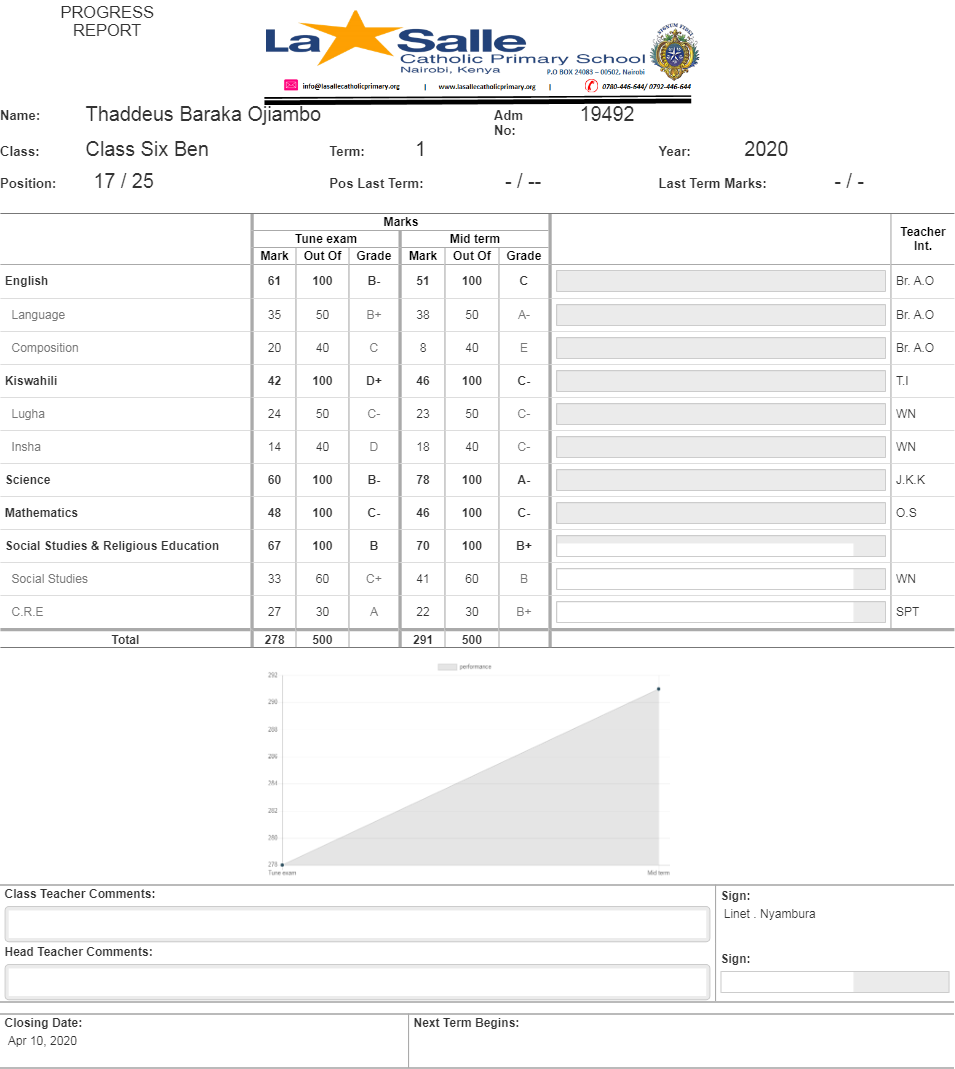 PROGRESS
REPORT
La Salle
Catholic Primary School
Nairobi, Kenya
P.O BOX 24083 – 00502, Nairobi
SIGNUM FIDEI
info@lasallecatholicprimary.org | www.lasallecatholicprimary.org | 0780-446-644/ 0792-446-644
Name: Thaddeus Baraka Ojiambo Adm No: 19492
Class: Class Six Ben Term: 1 Year: 2020
Position: 17 / 25 Pos Last Term: - / -- Last Term Marks: - / -
Marks
Tune exam Mid term Teacher Int.
Mark Out Of Grade Mark Out Of Grade
English 61 100 B- 51 100 C Br. A.O
Language 35 50 B+ 38 50 A- Br. A.O
Composition 20 40 C 8 40 E Br. A.O
Kiswahili 42 100 D+ 46 100 C- T.I
Lugha 24 50 C- 23 50 C- WN
Insha 14 40 D 18 40 C- WN
Science 60 100 B- 78 100 A- J.K.K
Mathematics 48 100 C- 46 100 C- O.S
Social Studies & Religious Education 67 100 B 70 100 B+
Social Studies 33 60 C+ 41 60 B WN
C.R.E 27 30 A 22 30 B+ SPT
Total 278 500 291 500
performance
292
290
288
286
284
282
280
278
Tune exam Mid term
Class Teacher Comments: Sign:
Linet . Nyambura
Head Teacher Comments:
Sign:
Closing Date: Next Term Begins:
Apr 10, 2020